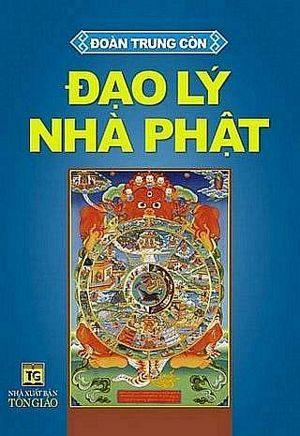 ĐOÀN TRUNG CÒN
ĐẠO LÝ
NHÀ PHẬT
TG
NHÀ XUẤT BẢN
TÔN GIÁO